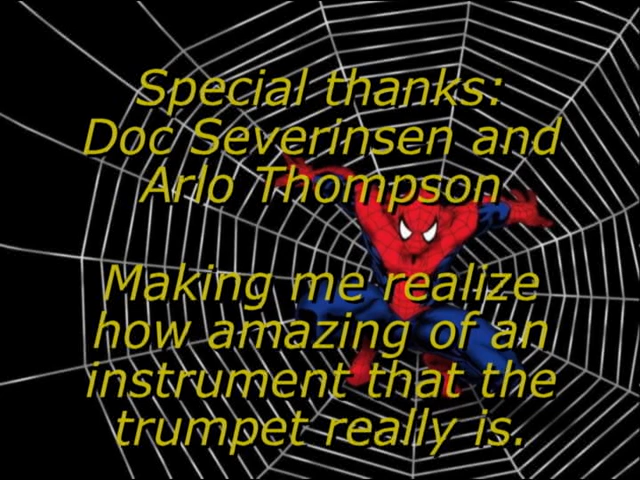 Special thanks:
Doc Severinsen and
Arlo Thompson
Making me realize
how amazing of an
instrument that the
trumpet really is.